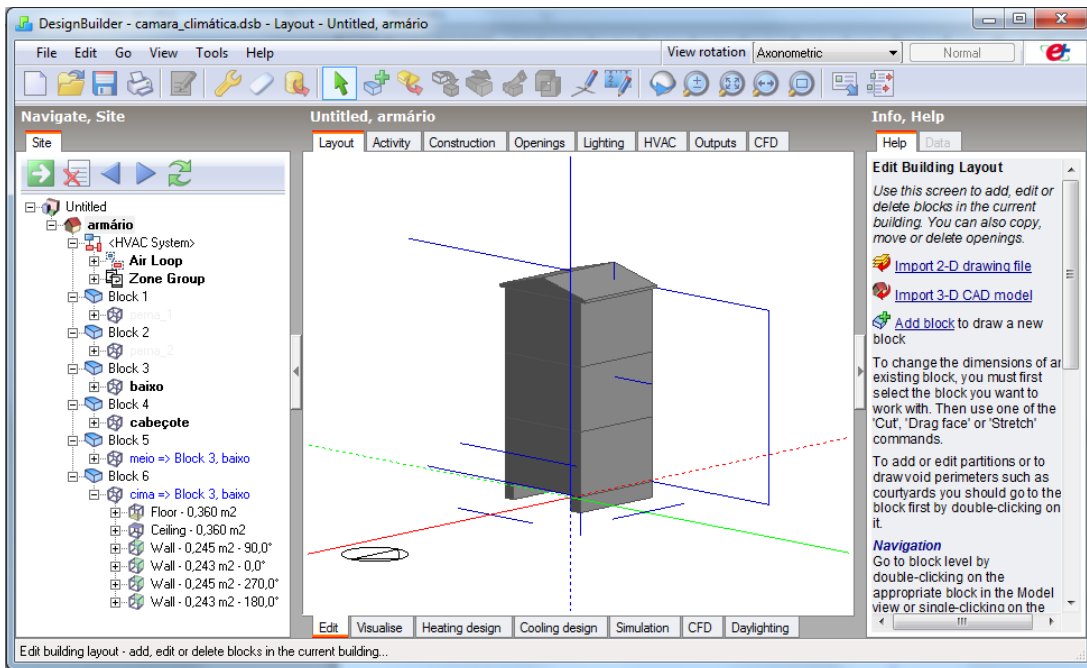 DesignBuilder - camara_climática.dsb - Layout - Untitled, armário
File Edit Go View Tools Help
View rotation Axonometric Normal
Navigate, Site
Untitled, armário
Info, Help
Site
Layout Activity Construction Openings Lighting HVAC Outputs CFD
Help Data
Untitled
armário
<HVAC System>
Air Loop
Zone Group
Block 1
perna_1
Block 2
perna_2
Block 3
baixo
Block 4
cabeçote
Block 5
meio => Block 3, baixo
Block 6
cima => Block 3, baixo
Floor - 0,360 m2
Ceiling - 0,360 m2
Wall - 0,245 m2 - 90,0°
Wall - 0,243 m2 - 0,0°
Wall - 0,245 m2 - 270,0°
Wall - 0,243 m2 - 180,0°
Edit Building Layout
Use this screen to add, edit or
delete blocks in the current
building. You can also copy,
move or delete openings.
Import 2-D drawing file
Import 3-D CAD model
Add block to draw a new
block
To change the dimensions of an
existing block, you must first
select the block you want to
work with. Then use one of the
'Cut', 'Drag face' or 'Stretch'
commands.
To add or edit partitions or to
draw void perimeters such as
courtyards you should go to the
block first by double-clicking on
it.
Navigation
Go to block level by
double-clicking on the
appropriate block in the Model
view or single-clicking on the
Edit Visualise Heating design Cooling design Simulation CFD Daylighting
Edit building layout - add, edit or delete blocks in the current building...